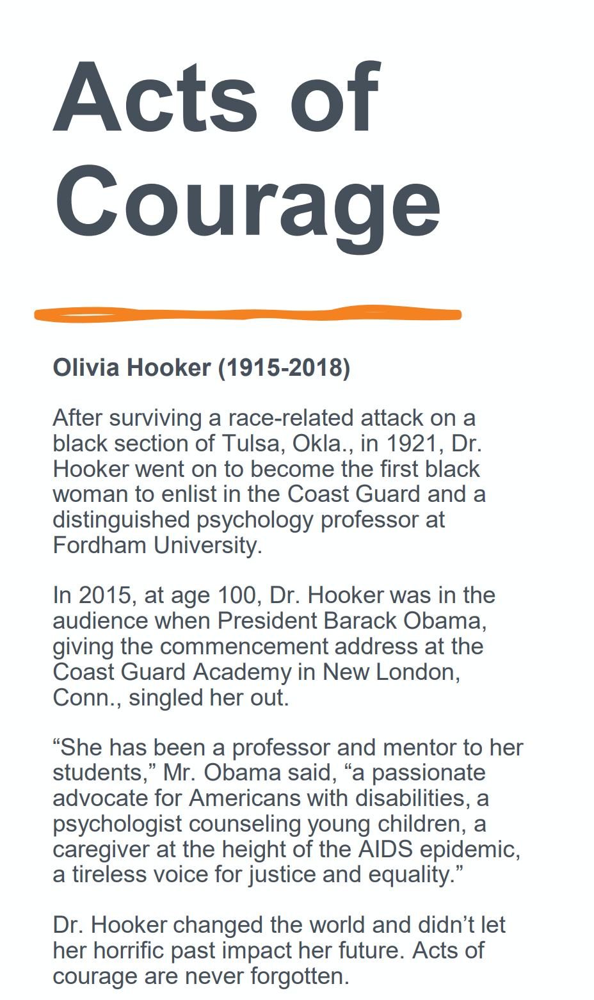 Acts of
Courage
Olivia Hooker (1915-2018)
After surviving a race-related attack on a
black section of Tulsa, Okla., in 1921, Dr.
Hooker went on to become the first black
woman to enlist in the Coast Guard and a
distinguished psychology professor at
Fordham University.
In 2015, at age 100, Dr. Hooker was in the
audience when President Barack Obama,
giving the commencement address at the
Coast Guard Academy in New London,
Conn., singled her out.
“She has been a professor and mentor to her
students,” Mr. Obama said, “a passionate
advocate for Americans with disabilities, a
psychologist counseling young children, a
caregiver at the height of the AIDS epidemic,
a tireless voice for justice and equality.”
Dr. Hooker changed the world and didn’t let
her horrific past impact her future. Acts of
courage are never forgotten.